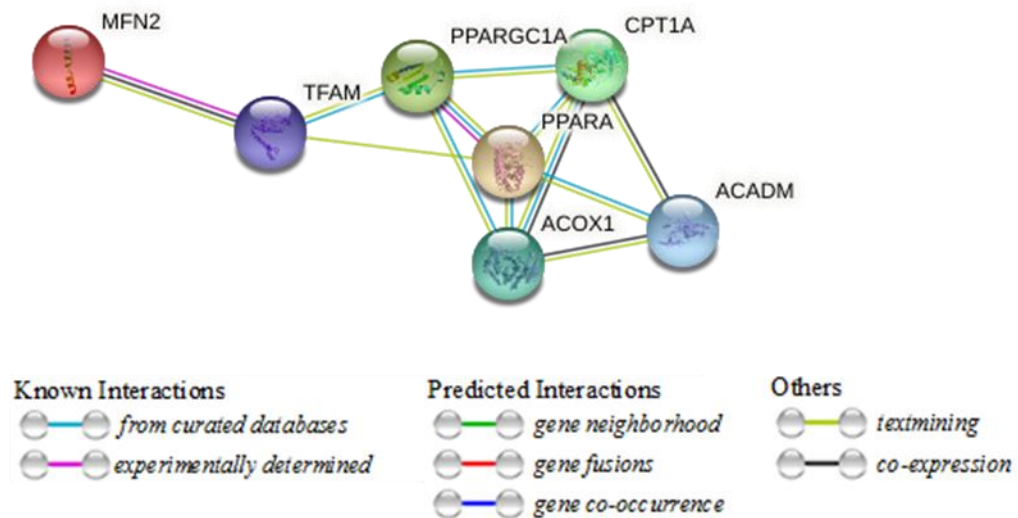 MFN2
TFAM
PPARGC1A
CPT1A
PPARA
ACADM
ACOX1
Known Interactions
from curated databases
experimentally determined
Predicted Interactions
gene neighborhood
gene fusions
gene co-occurrence
Others
textmining
co-expression